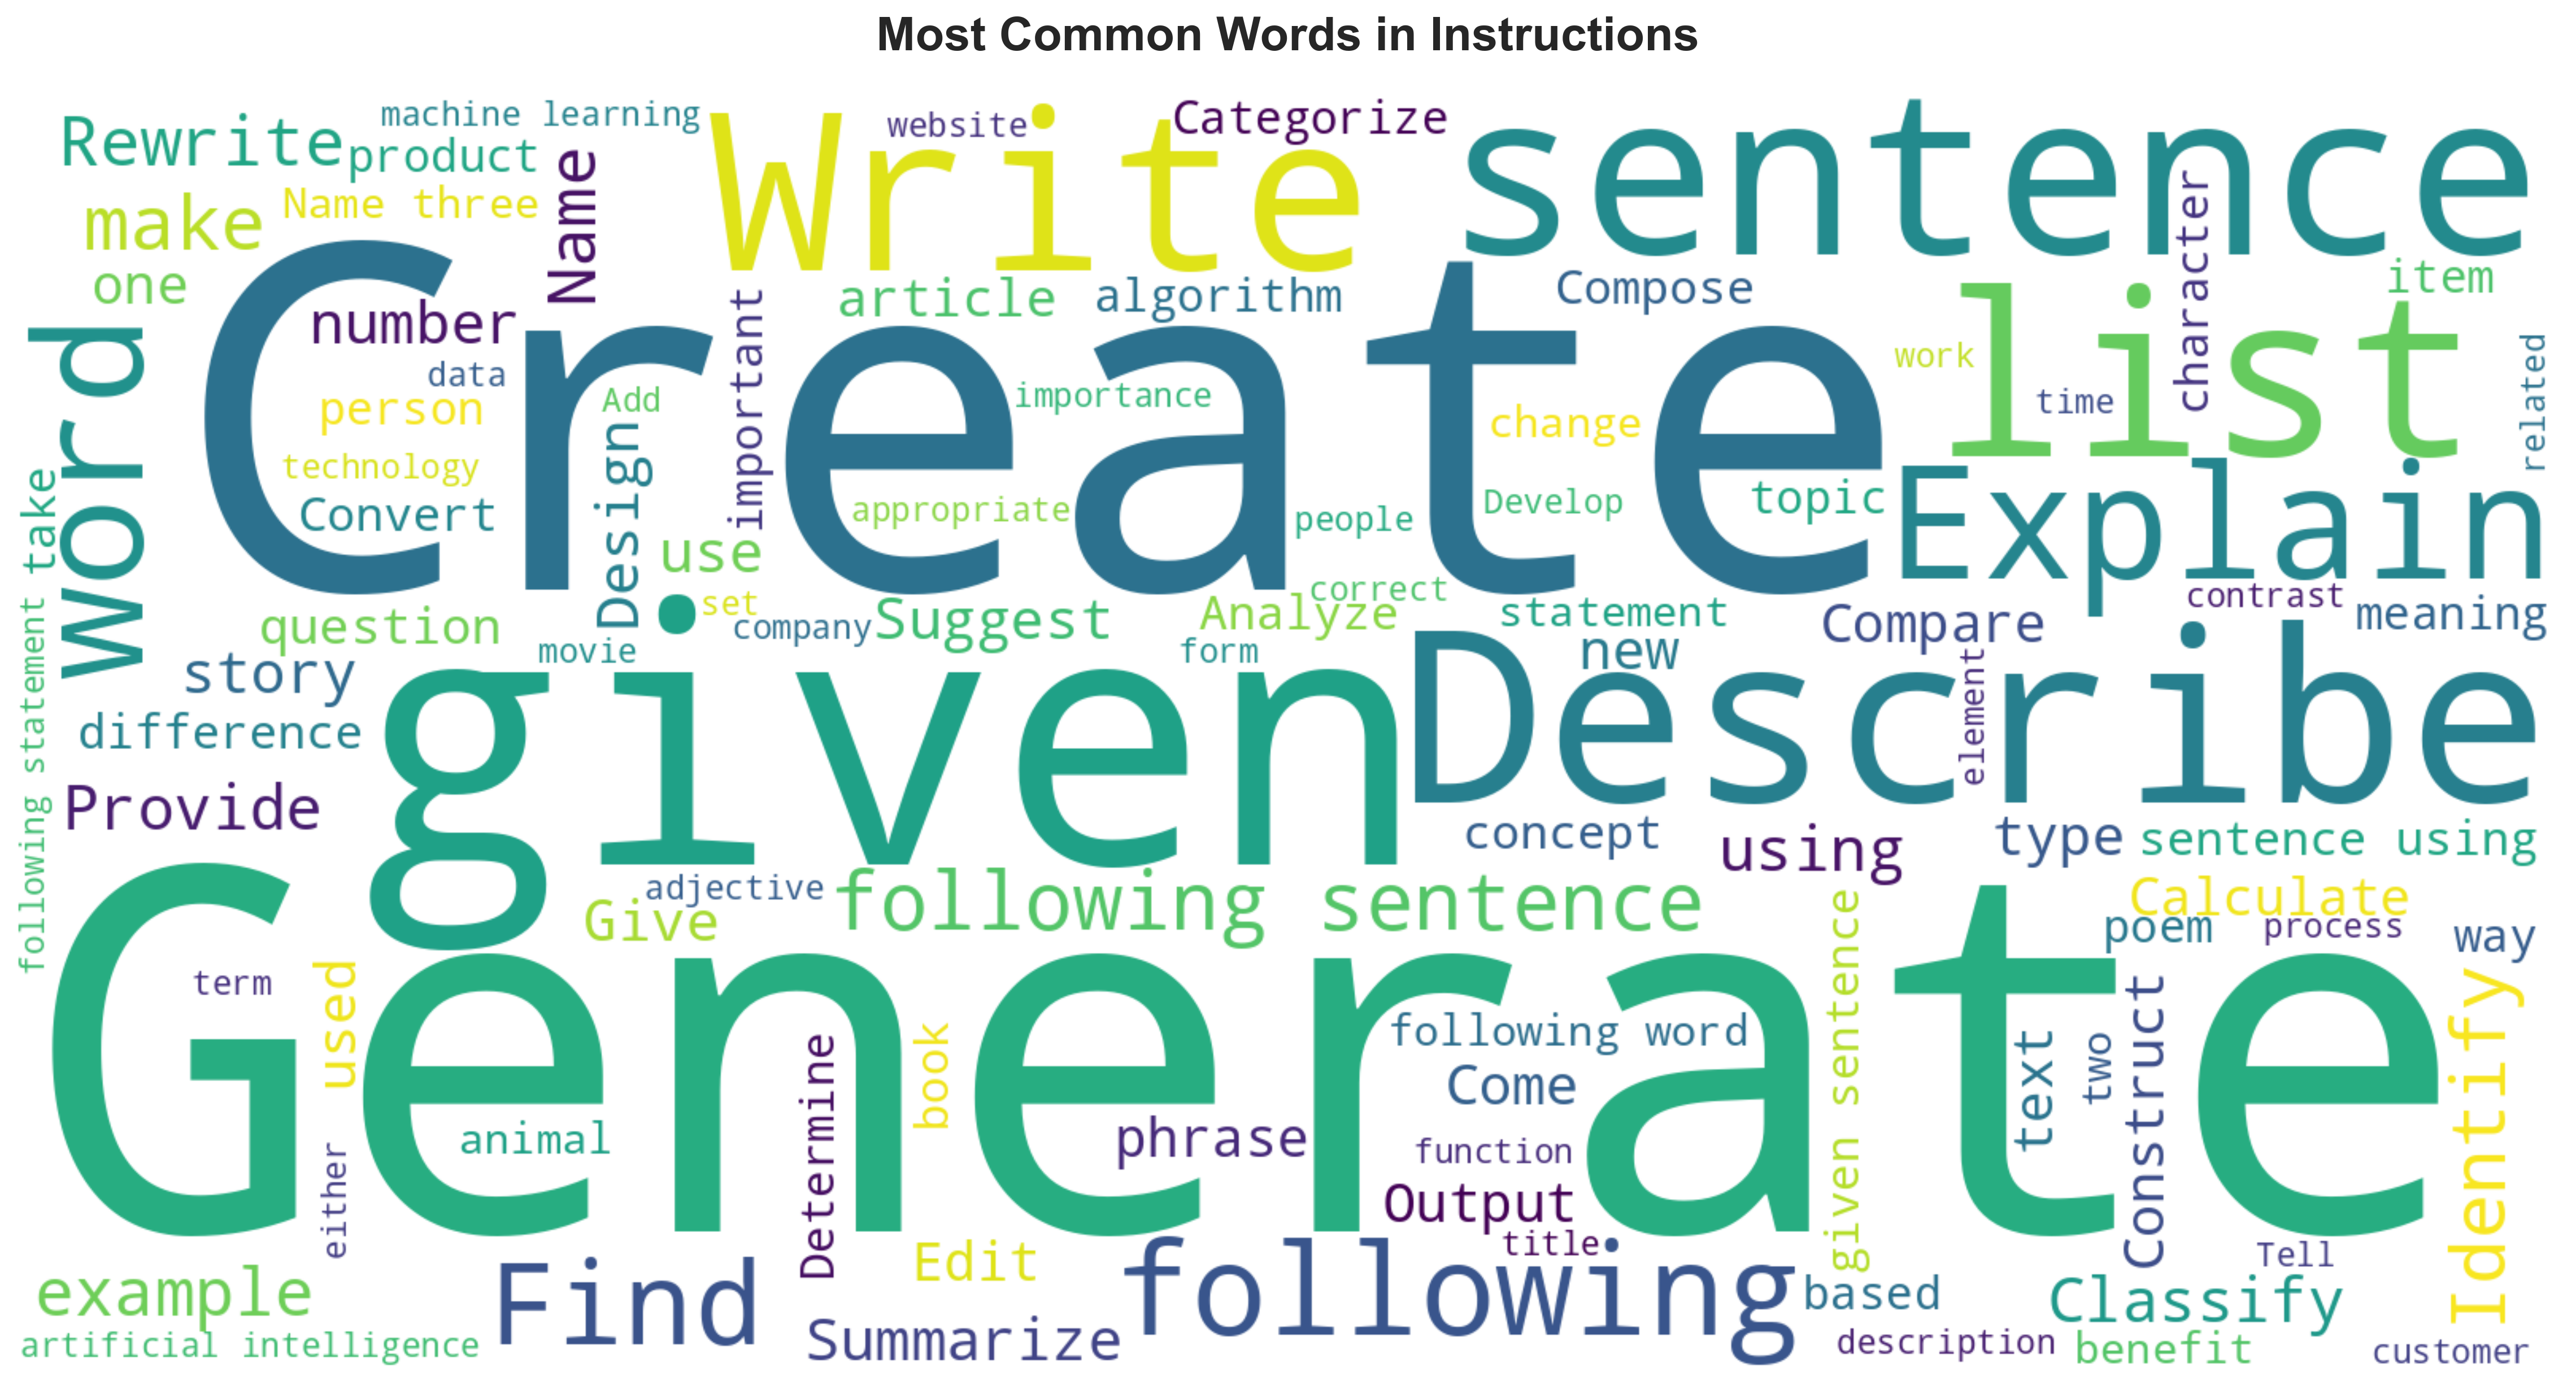 Most Common Words in Instructions
machine learning
Rewrite
product
Name three
Name
make
one
Write
website
Categorize
sentence
character
item
article
algorithm
Compose
list
work
time
related
word
number
data
person
technology
Convert
Create
Add
Design
important
importance
appropriate
people
change
Develop
topic
Explain
take
use
question
set
company
movie
Suggest
Analyze
correct
form
statement
new
Compare
contrast
meaning
story
difference
following statement
Provide
given
Describe
element
concept
using
type
sentence using
adjective
Give
following sentence
Calculate
poem
process
way
term
used
Generate
given sentence
following word
Come
text
two
Construct
Identify
animal
either
Determine
book
phrase
function
Output
title
Edit
example
artificial intelligence
Find
Summarize
following
based
description
Classify
Tell
benefit
customer